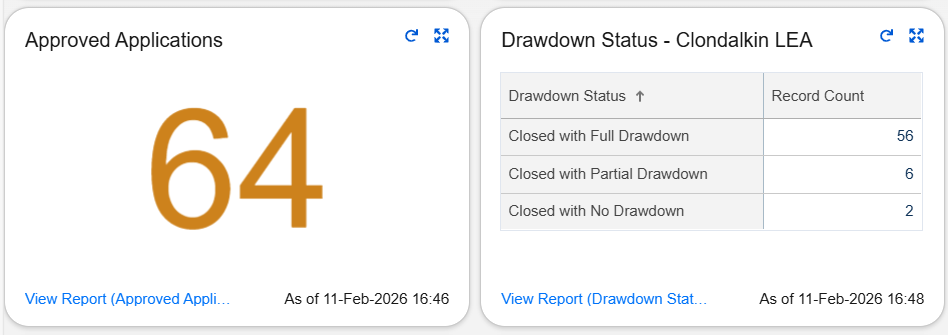 Approved Applications
64
View Report (Approved Appli...
As of 11-Feb-2026 16:46
Drawdown Status - Clondalkin LEA
Drawdown Status ↑ Record Count
Closed with Full Drawdown 56
Closed with Partial Drawdown 6
Closed with No Drawdown 2
View Report (Drawdown Stat...
As of 11-Feb-2026 16:48